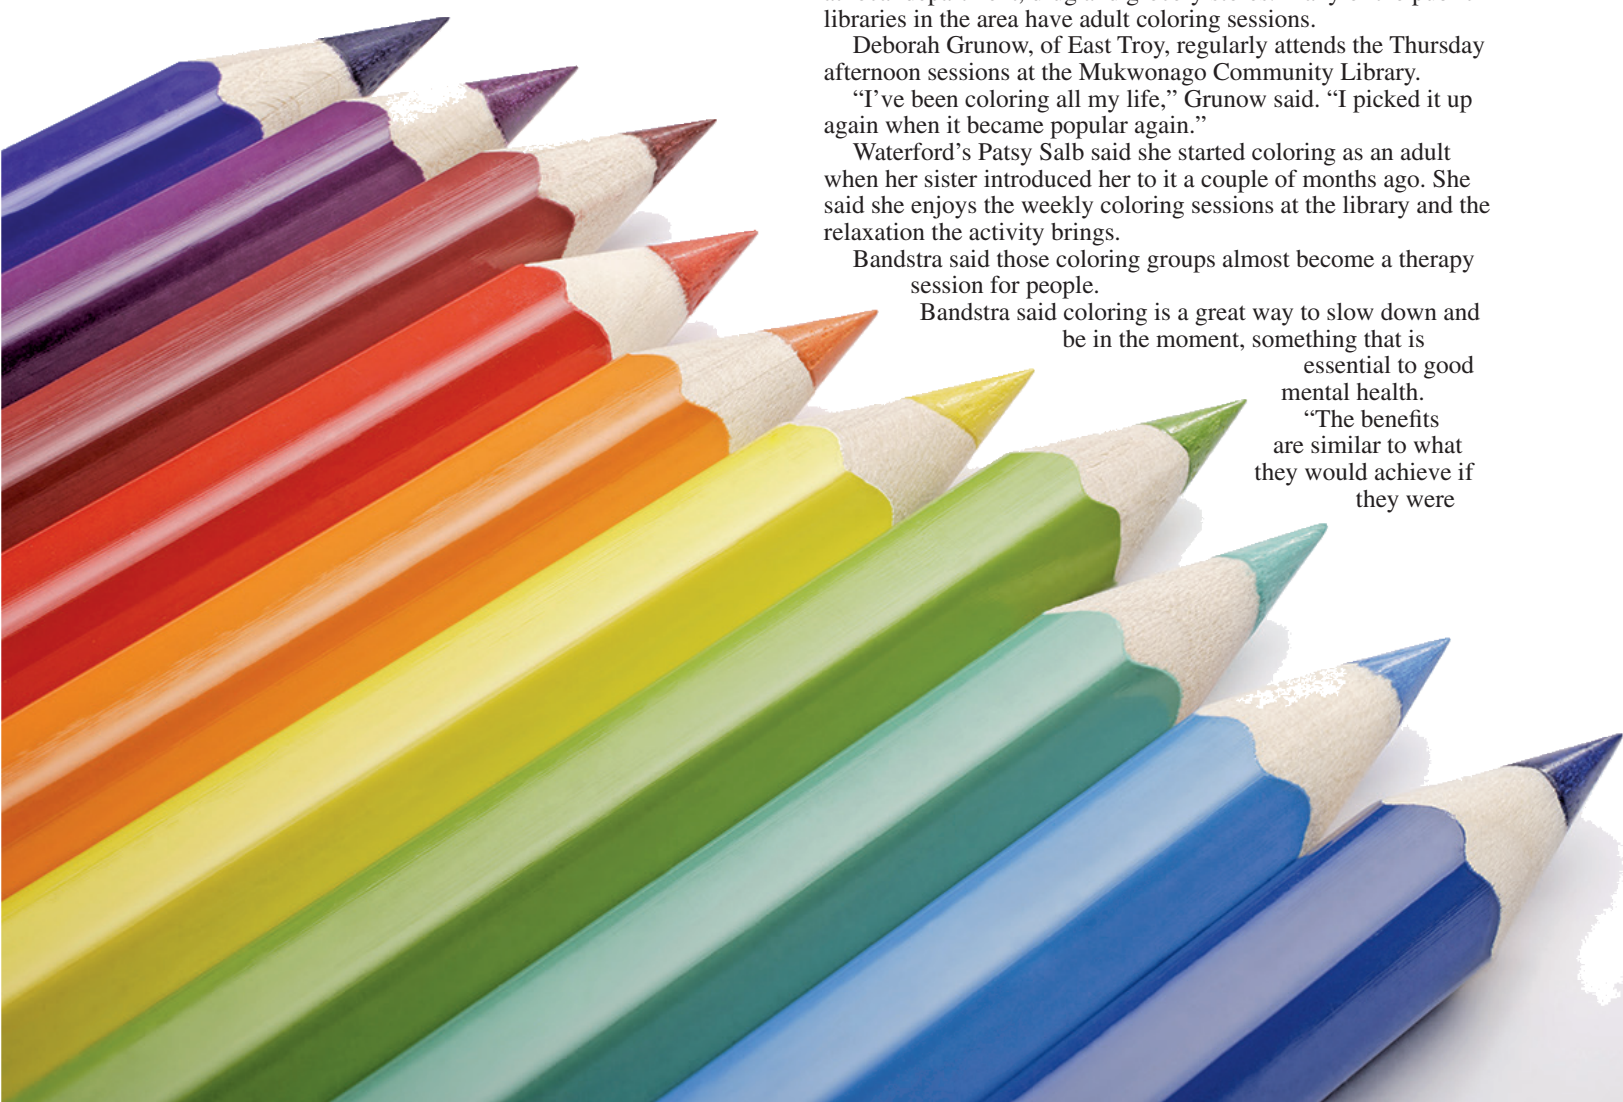 libraries in the area have adult coloring sessions.
Deborah Grunow, of East Troy, regularly attends the Thursday
afternoon sessions at the Mukwonago Community Library.
“I’ve been coloring all my life,” Grunow said. “I picked it up
again when it became popular again.”
Waterford’s Patsy Salb said she started coloring as an adult
when her sister introduced her to it a couple of months ago. She
said she enjoys the weekly coloring sessions at the library and the
relaxation the activity brings.
Bandstra said those coloring groups almost become a therapy
session for people.
Bandstra said coloring is a great way to slow down and
be in the moment, something that is
essential to good
mental health.
“The benefits
are similar to what
they would achieve if
they were